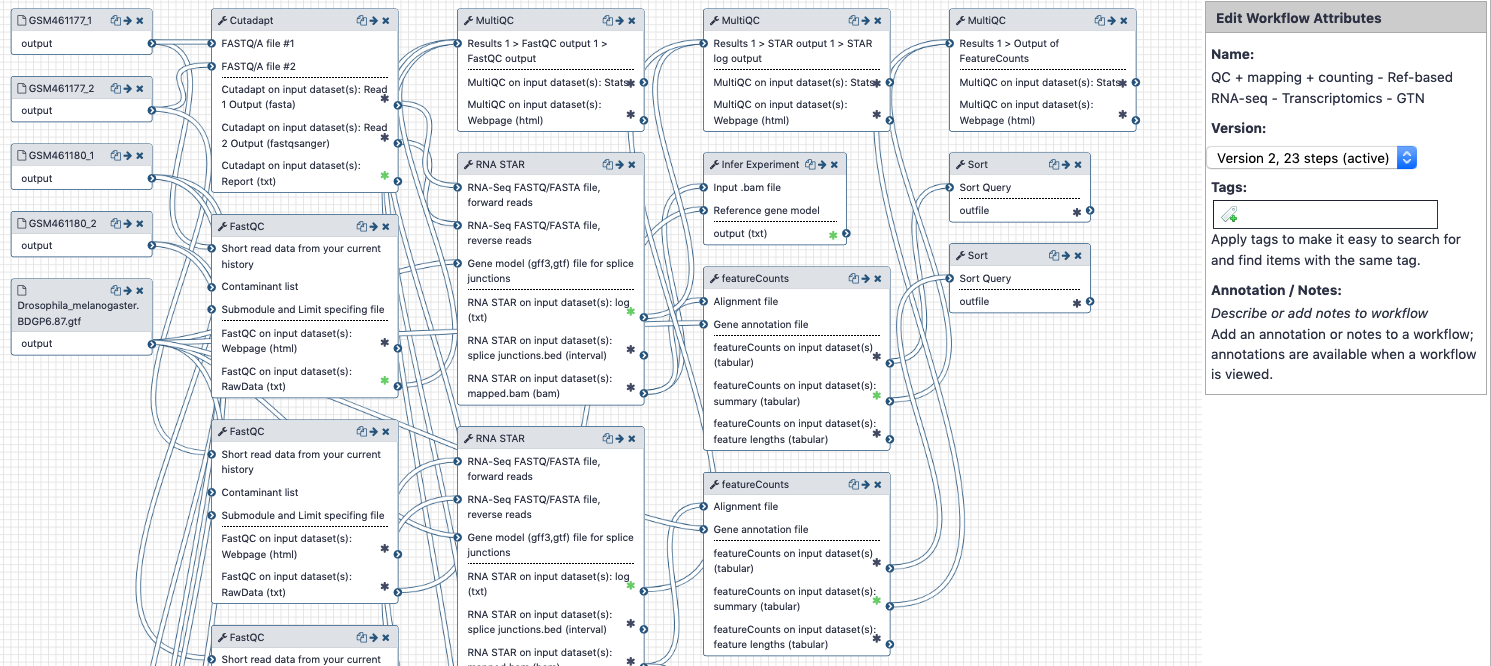 GSM461177_1
output
GSM461177_2
output
GSM461180_1
output
GSM461180_2
output
Drosophila_melanogaster.
BDGP6.87.gtf
output
Cutadapt
FASTQ/A file #1
FASTQ/A file #2
Cutadapt on input dataset(s): Read
1 Output (fasta)
Cutadapt on input dataset(s): Read
2 Output (fastqsanger)
Cutadapt on input dataset(s):
Report (txt)
FastQC
Short read data from your current
history
Contaminant list
Submodule and Limit specifing file
FastQC on input dataset(s):
Webpage (html)
FastQC on input dataset(s):
RawData (txt)
FastQC
Short read data from your current
history
Contaminant list
Submodule and Limit specifing file
FastQC on input dataset(s):
Webpage (html)
FastQC on input dataset(s):
RawData (txt)
FastQC
Short read data from your current
MultiQC
Results 1 > FastQC output 1 >
FastQC output
MultiQC on input dataset(s): Stats
MultiQC on input dataset(s):
Webpage (html)
RNA STAR
RNA-Seq FASTQ/FASTA file,
forward reads
RNA-Seq FASTQ/FASTA file,
reverse reads
Gene model (gff3,gtf) file for splice
junctions
RNA STAR on input dataset(s): log
(txt)
RNA STAR on input dataset(s):
splice junctions.bed (interval)
RNA STAR on input dataset(s):
mapped.bam (bam)
RNA STAR
RNA-Seq FASTQ/FASTA file,
forward reads
RNA-Seq FASTQ/FASTA file,
reverse reads
Gene model (gff3,gtf) file for splice
junctions
RNA STAR on input dataset(s): log
(txt)
RNA STAR on input dataset(s):
splice junctions.bed (interval)
RNA STAR on input dataset(s):
mapped.bam (bam)
MultiQC
Results 1 > STAR output 1 > STAR
log output
MultiQC on input dataset(s): Stats
MultiQC on input dataset(s):
Webpage (html)
Infer Experiment
Input .bam file
Reference gene model
output (txt)
featureCounts
Alignment file
Gene annotation file
featureCounts on input dataset(s)
(tabular)
featureCounts on input dataset(s):
summary (tabular)
featureCounts on input dataset(s):
feature lengths (tabular)
featureCounts
Alignment file
Gene annotation file
featureCounts on input dataset(s)
(tabular)
featureCounts on input dataset(s):
summary (tabular)
featureCounts on input dataset(s):
feature lengths (tabular)
MultiQC
Results 1 > Output of
FeatureCounts
MultiQC on input dataset(s): Stats
MultiQC on input dataset(s):
Webpage (html)
Sort
Sort Query
outfile
Sort
Sort Query
outfile
Edit Workflow Attributes
Name:
QC + mapping + counting - Ref-based
RNA-seq - Transcriptomics - GTN
Version:
Version 2, 23 steps (active)
Tags:
Apply tags to make it easy to search for
and find items with the same tag.
Annotation / Notes:
Describe or add notes to workflow
Add an annotation or notes to a workflow;
annotations are available when a workflow
is viewed.